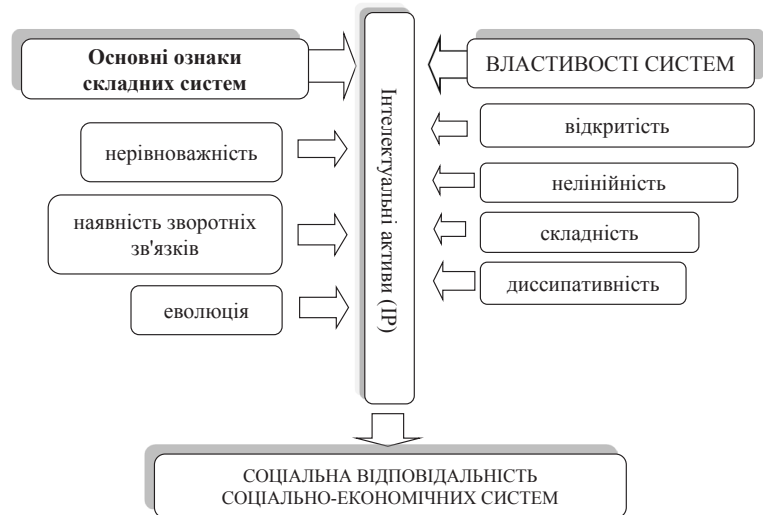 Основні ознаки
складних систем
нерівноважність
наявність зворотніх
зв'язків
еволюція
Інтелектуальні активи (ІР)
ВЛАСТИВОСТІ СИСТЕМ
відкритість
нелінійність
складність
диссипативність
СОЦІАЛЬНА ВІДПОВІДАЛЬНІСТЬ
СОЦІАЛЬНО-ЕКОНОМІЧНИХ СИСТЕМ